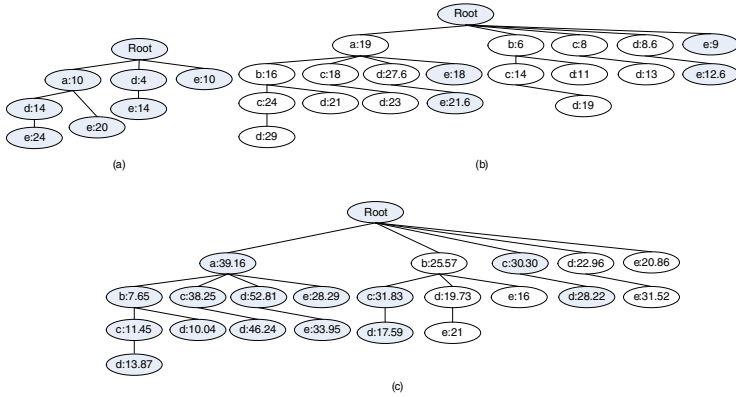 Root
a:10 d:4 e:10
d:14 e:14
e:20
e:24
(a)
Root
a:19 b:6 c:8 d:8.6 e:9
b:16 c:18 d:27.6 e:18 c:14 d:11 d:13 e:12.6
c:24 d:21 d:23 e:21.6 d:19
d:29
(b)
Root
a:39.16 b:25.57 c:30.30 d:22.96 e:20.86
b:7.65 c:38.25 d:52.81 e:28.29 c:31.83 d:19.73 e:16 d:28.22 e:31.52
c:11.45 d:10.04 d:46.24 e:33.95 d:17.59 e:21
d:13.87
(c)